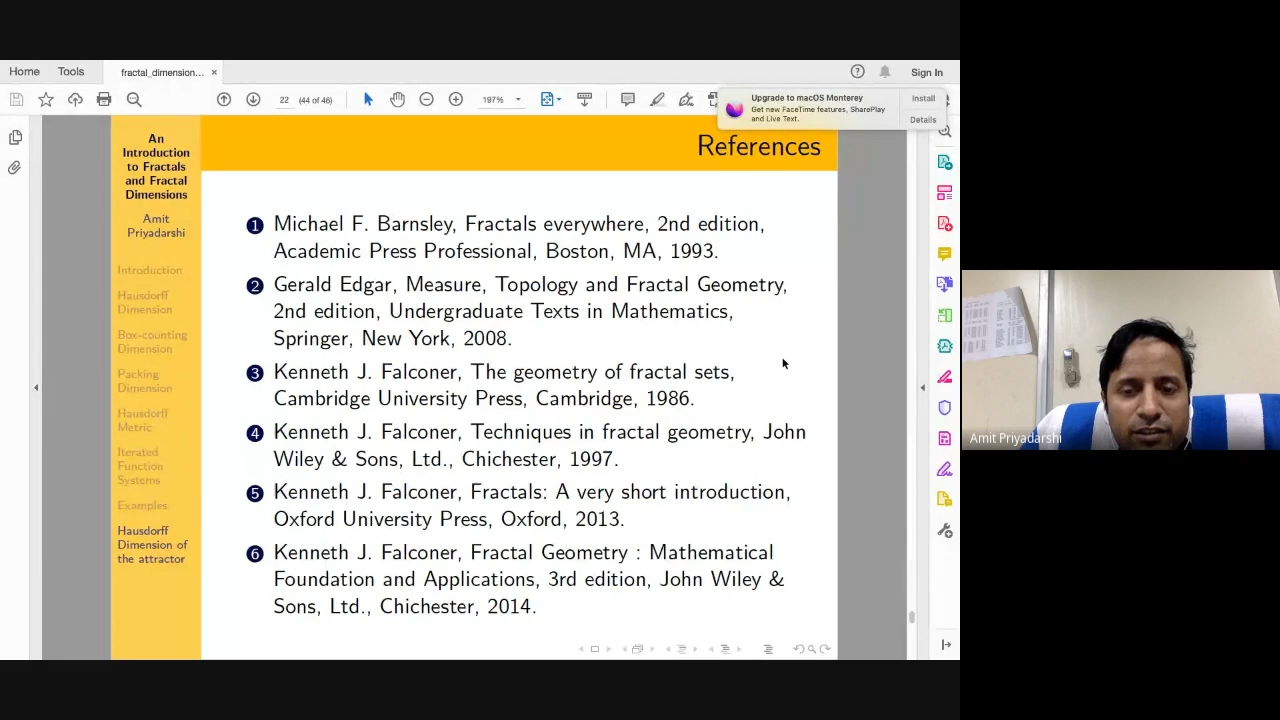 Home
Tools
fractal_dimension...
×
Sign In
22
(44 of 46)
197%
Upgrade to macOS Monterey
Get new FaceTime features, SharePlay
and Live Text.
Install
Details
An
Introduction
to Fractals
and Fractal
Dimensions
Amit
Priyadarshi
Introduction
Hausdorff
Dimension
Box-counting
Dimension
Packing
Dimension
Hausdorff
Metric
Iterated
Function
Systems
Examples
Hausdorff
Dimension of
the attractor
References
1 Michael F. Barnsley, Fractals everywhere, 2nd edition,
Academic Press Professional, Boston, MA, 1993.
2 Gerald Edgar, Measure, Topology and Fractal Geometry,
2nd edition, Undergraduate Texts in Mathematics,
Springer, New York, 2008.
3 Kenneth J. Falconer, The geometry of fractal sets,
Cambridge University Press, Cambridge, 1986.
4 Kenneth J. Falconer, Techniques in fractal geometry, John
Wiley & Sons, Ltd., Chichester, 1997.
5 Kenneth J. Falconer, Fractals: A very short introduction,
Oxford University Press, Oxford, 2013.
6 Kenneth J. Falconer, Fractal Geometry : Mathematical
Foundation and Applications, 3rd edition, John Wiley &
Sons, Ltd., Chichester, 2014.
Amit Priyadarshi